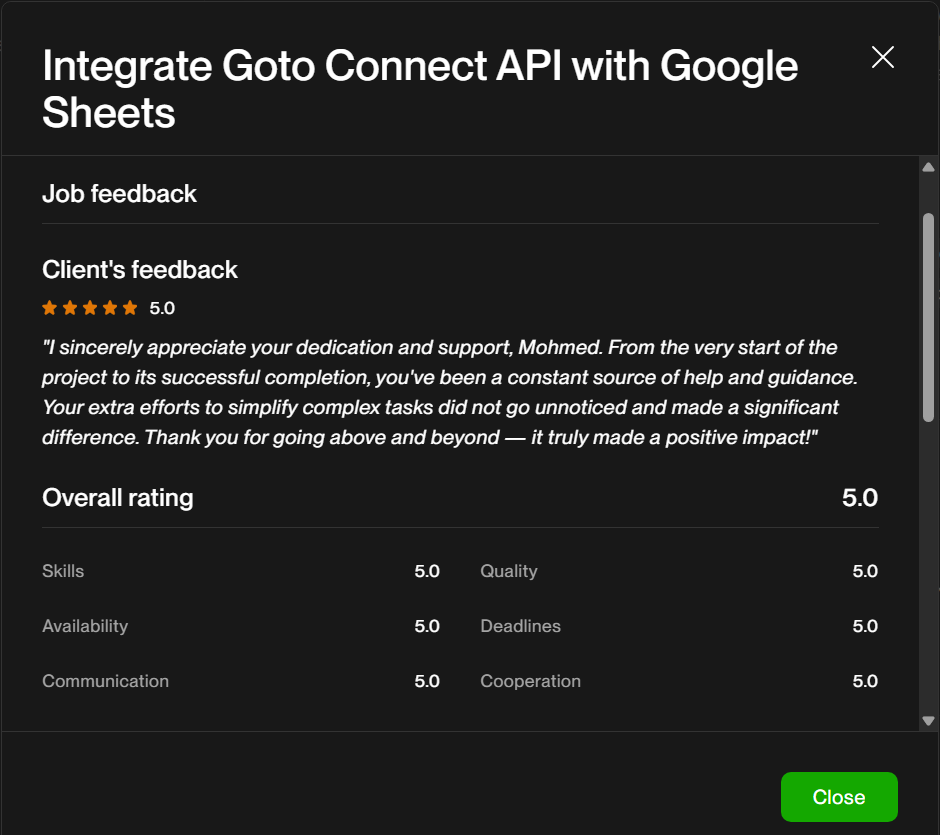 Integrate Goto Connect API with Google
Sheets
Job feedback
Client's feedback
5.0
"I sincerely appreciate your dedication and support, Mohmed. From the very start of the
project to its successful completion, you've been a constant source of help and guidance.
Your extra efforts to simplify complex tasks did not go unnoticed and made a significant
difference. Thank you for going above and beyond — it truly made a positive impact!"
Overall rating 5.0
Skills 5.0 Quality 5.0
Availability 5.0 Deadlines 5.0
Communication 5.0 Cooperation 5.0
Close